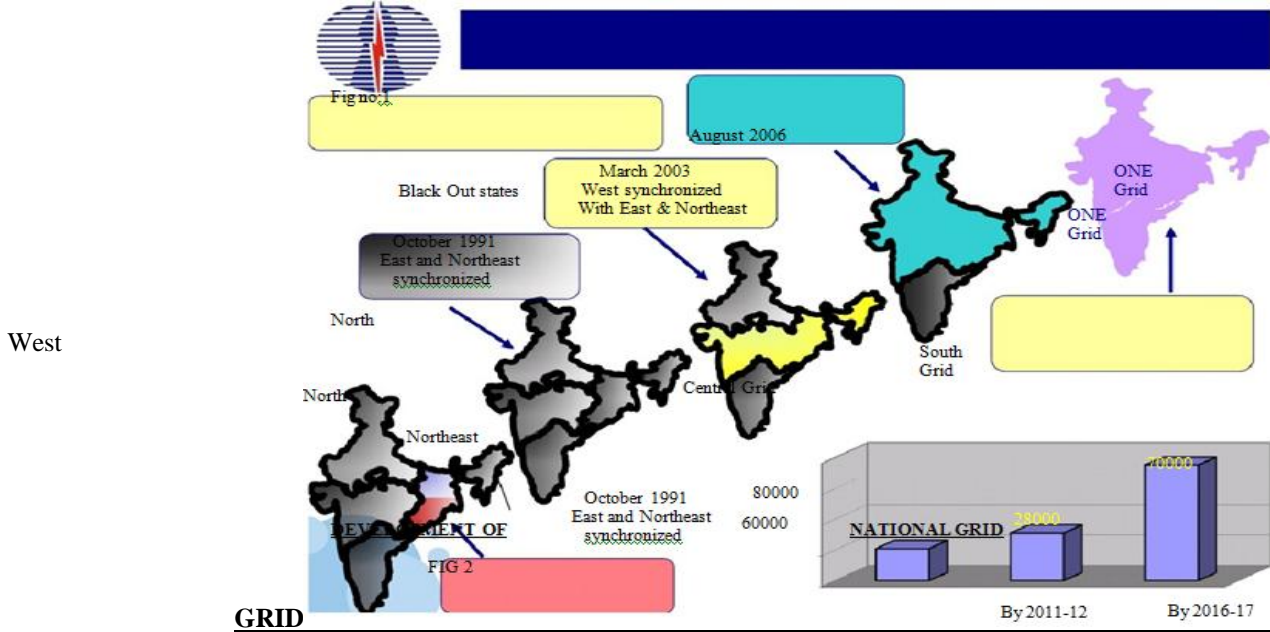 Fig no:1
August 2006
ONE
Grid
March 2003
West synchronized
With East & Northeast
Black Out states
ONE
Grid
October 1991
East and Northeast
synchronized
North
West
South
Grid
Central Grid
North
Northeast
70000
October 1991
East and Northeast
synchronized
80000
60000
28000
DEVELOPMENT OF
NATIONAL GRID
FIG 2
By 2011-12
By 2016-17
GRID